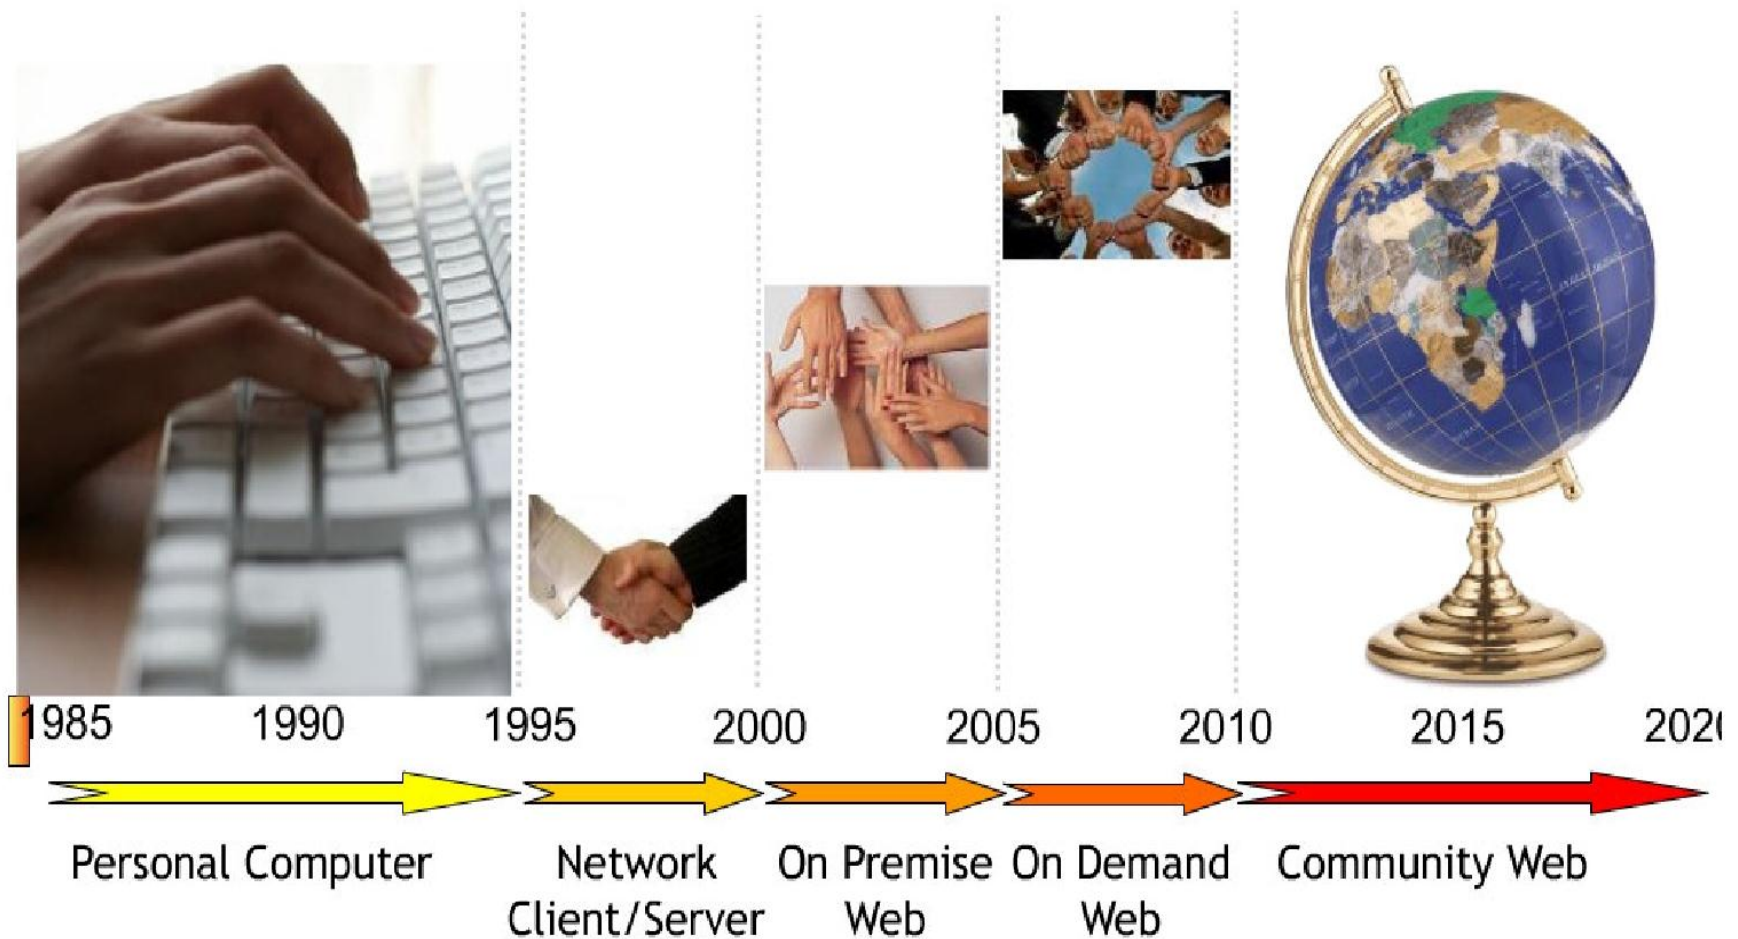 1985 1990 1995 2000 2005 2010 2015 202
Personal Computer
Network
Client/Server
On Premise
Web
On Demand
Web
Community Web